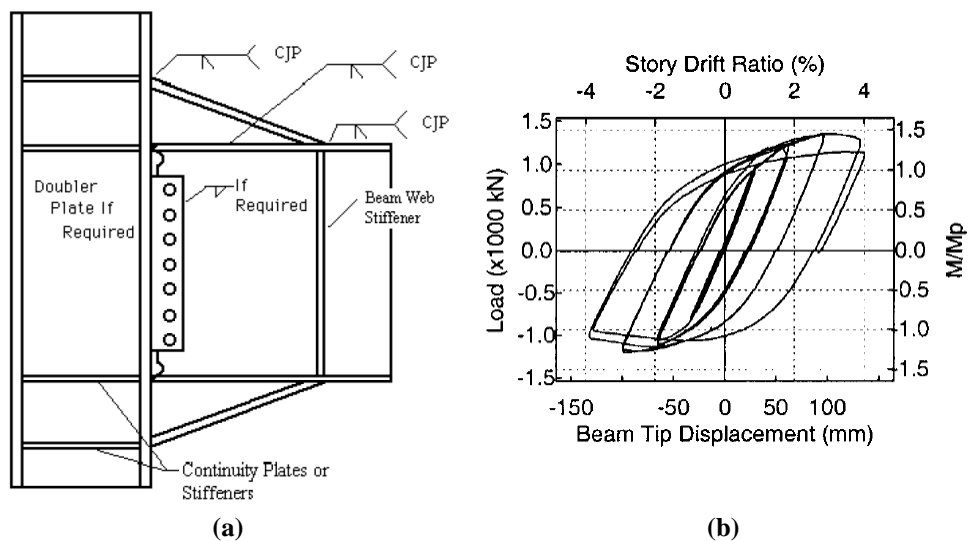 CJP
CJP
CJP
Doubler
Plate If
Required
If
Required
Beam Web
Stiffener
Continuity Plates or
Stiffeners
(a)
Story Drift Ratio (%)
-4 -2 0 2 4
1.5
1.0
0.5
0.0
-0.5
-1.0
-1.5
Load (x1000 kN)
1.5
1.0
0.5
0.0
-0.5
-1.0
-1.5
M/Mp
-150 -50 0 50 100
Beam Tip Displacement (mm)
(b)